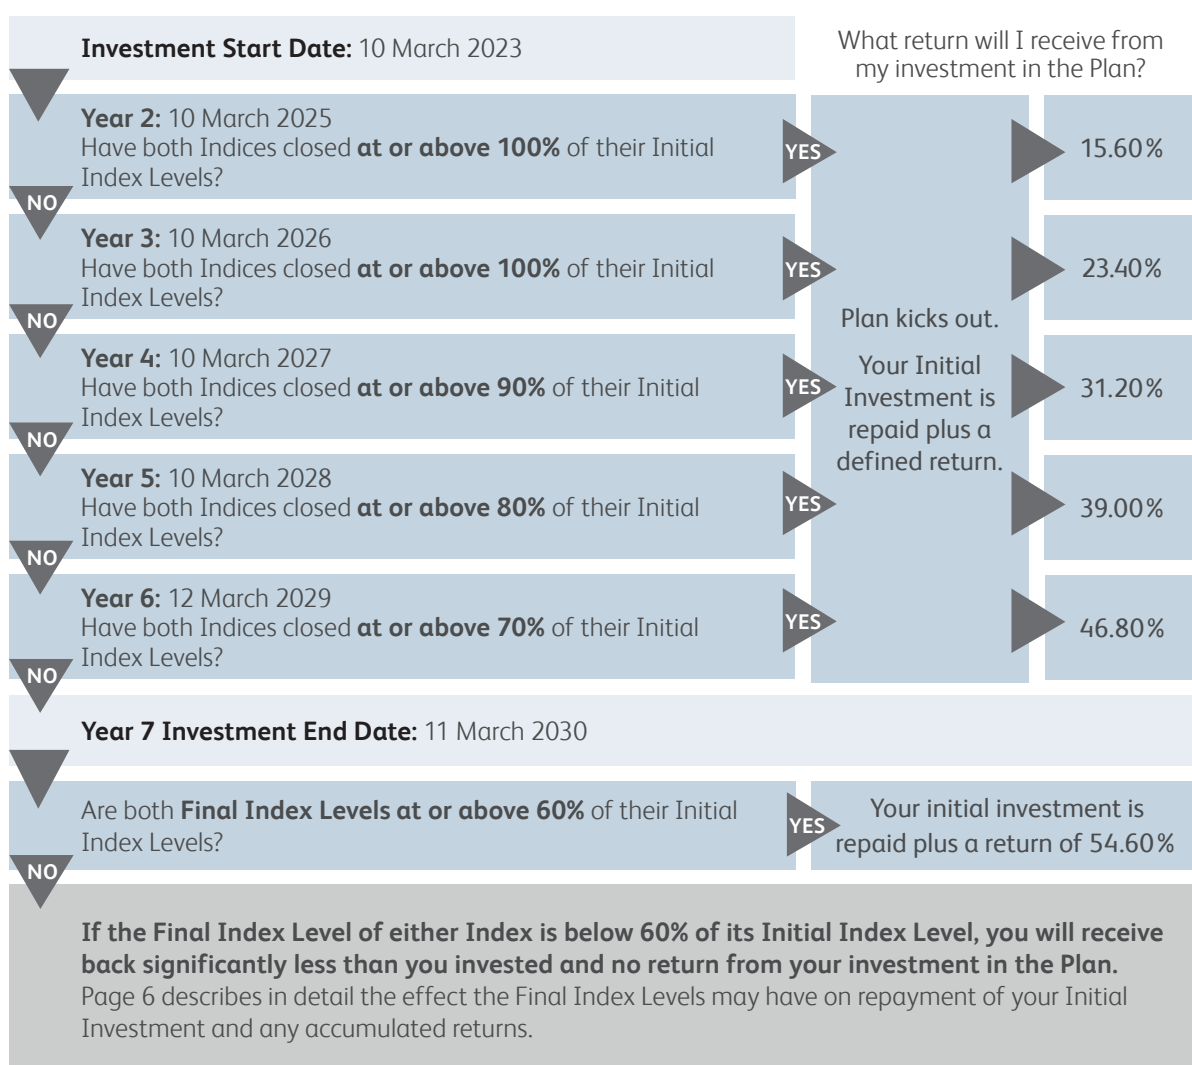 Investment Start Date: 10 March 2023
What return will I receive from
my investment in the Plan?
Year 2: 10 March 2025
Have both Indices closed at or above 100% of their Initial
Index Levels?
YES
15.60%
NO
Year 3: 10 March 2026
Have both Indices closed at or above 100% of their Initial
Index Levels?
YES
23.40%
NO
Year 4: 10 March 2027
Have both Indices closed at or above 90% of their Initial
Index Levels?
YES
Plan kicks out.
Your Initial
Investment is
repaid plus a
defined return.
31.20%
NO
Year 5: 10 March 2028
Have both Indices closed at or above 80% of their Initial
Index Levels?
YES
39.00%
NO
Year 6: 12 March 2029
Have both Indices closed at or above 70% of their Initial
Index Levels?
YES
46.80%
NO
Year 7 Investment End Date: 11 March 2030
Are both Final Index Levels at or above 60% of their Initial
Index Levels?
YES
Your initial investment is
repaid plus a return of 54.60%
NO
If the Final Index Level of either Index is below 60% of its Initial Index Level, you will receive
back significantly less than you invested and no return from your investment in the Plan.
Page 6 describes in detail the effect the Final Index Levels may have on repayment of your Initial
Investment and any accumulated returns.